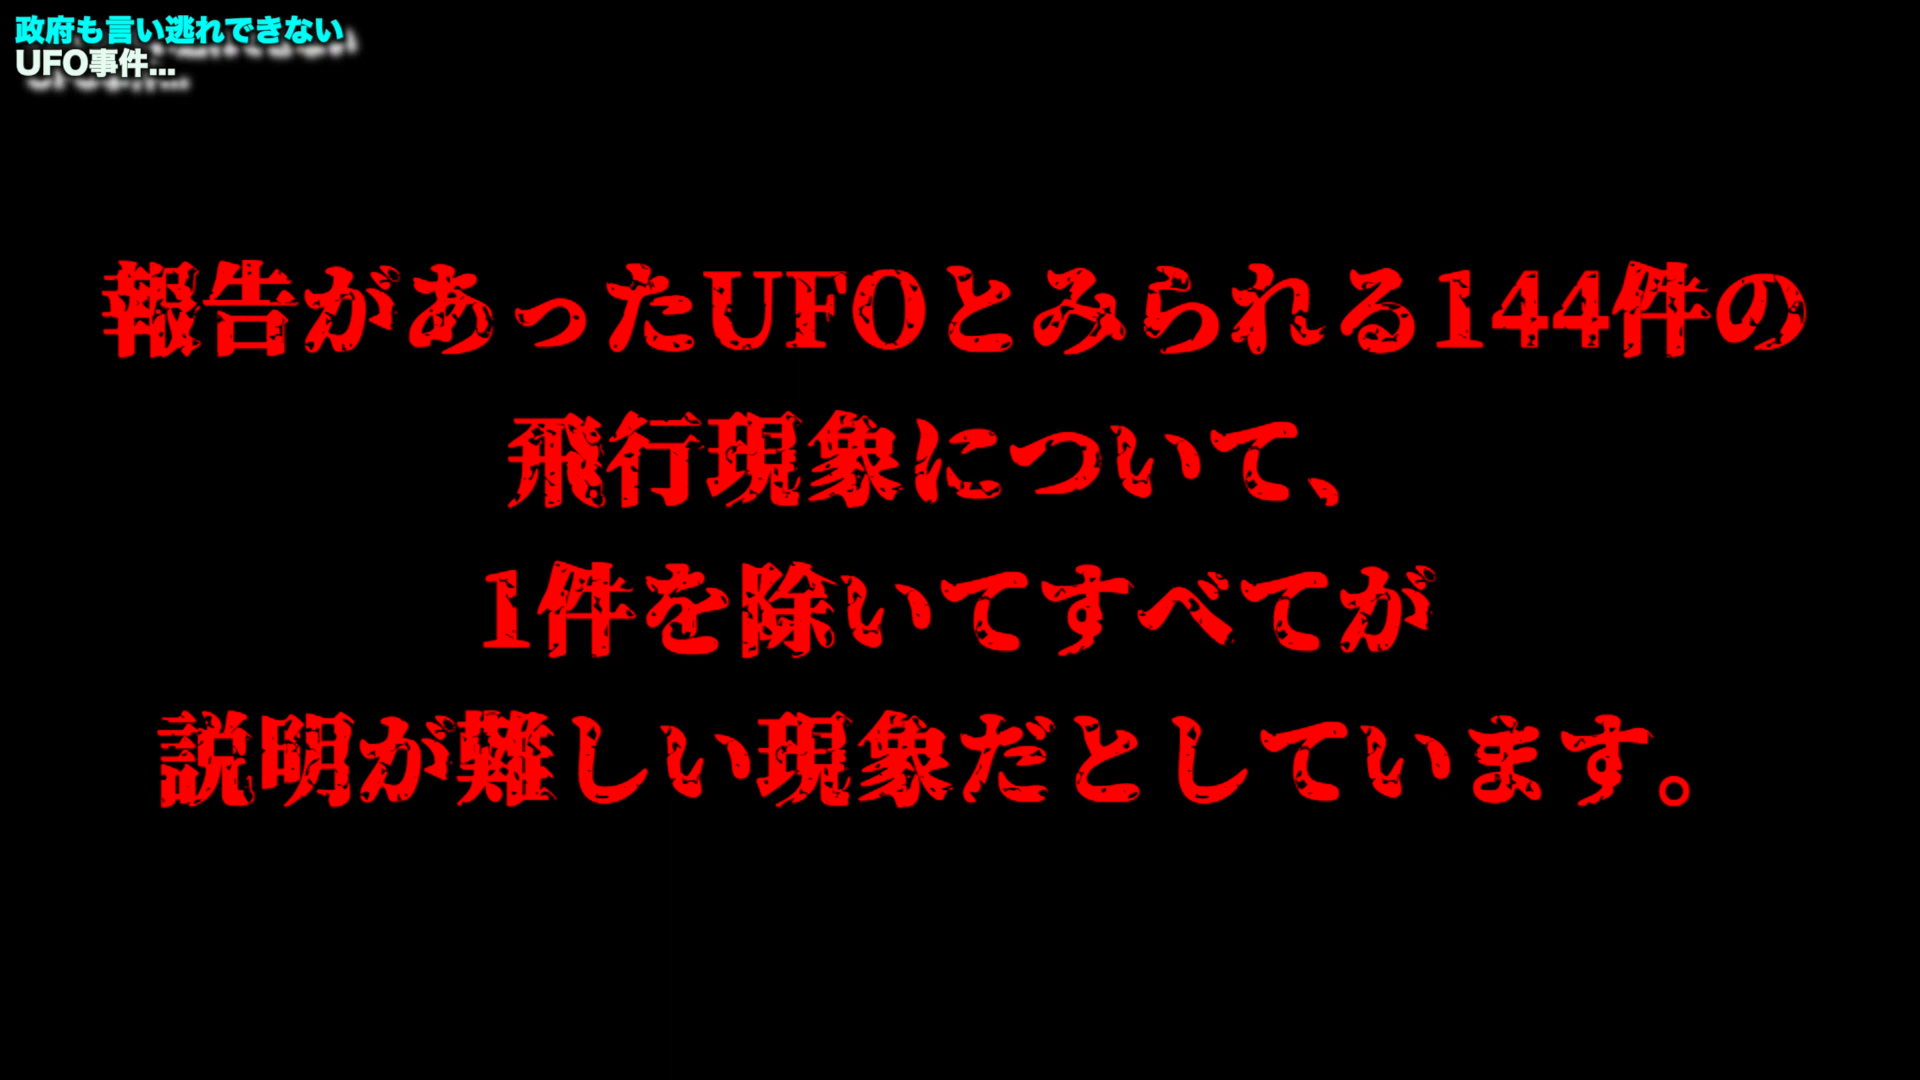 政府も言い逃れできない
UFO事件...
報告があったUFOとみられる144件の
飛行現象について、
1件を除いてすべてが
説明が難しい現象だとしています。